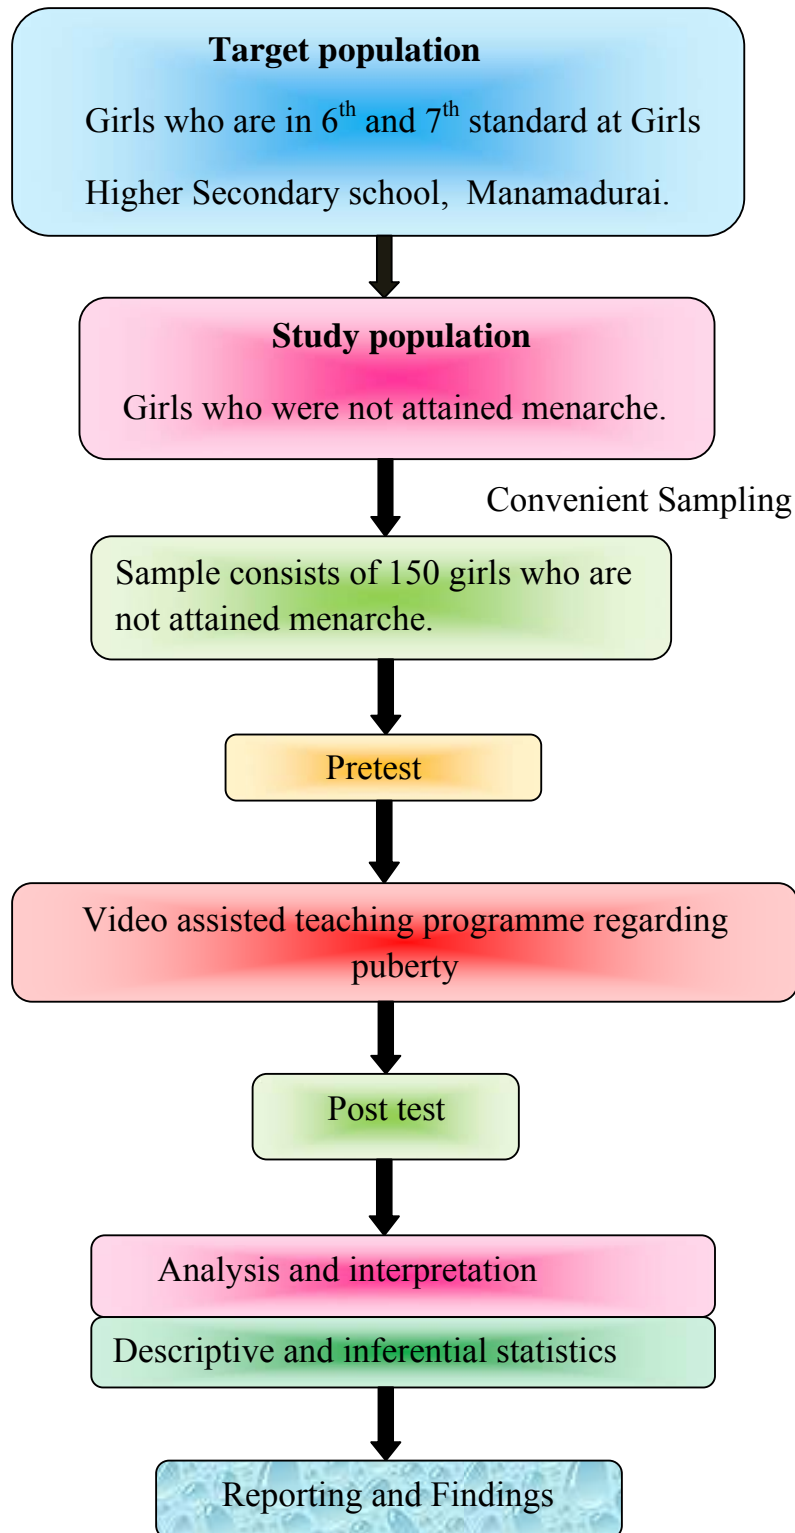 Target population
Girls who are in 6th and 7th standard at Girls
Higher Secondary school, Manamadurai.
Study population
Girls who were not attained menarche.
Convenient Sampling
Sample consists of 150 girls who are
not attained menarche.
Pretest
Video assisted teaching programme regarding
puberty
Post test
Analysis and interpretation
Descriptive and inferential statistics
Reporting and Findings